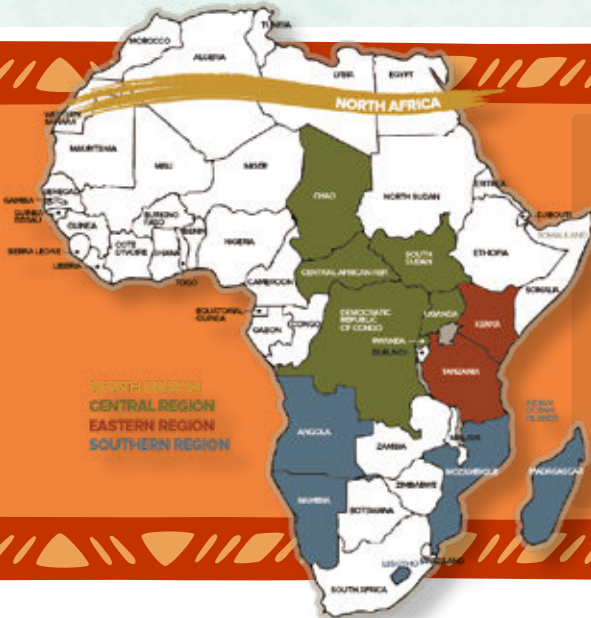 TUNISIA
MOROCCO
ALGERIA
LIBYA
EGYPT
NORTH AFRICA
WESTERN
SAHARA
MAURITANIA
MALI
NIGER
CHAD
NORTH SUDAN
ERITREA
DJIBOUTI
SOMALILAND
SENEGAL
GAMBIA
GUINEA
BISSAU
GUINEA
BURKINO
FASO
BENIN
NIGERIA
SIERRA LEONE
COTE
D'IVOIRE
GHANA
LIBERIA
TOGO
CAMEROON
CENTRAL AFRICAN REP.
SOUTH
SUDAN
ETHIOPIA
SOMALIA
EQUATORIAL
GUINEA
GABON
CONGO
DEMOCRATIC
REPUBLIC
OF CONGO
UGANDA
KENYA
RWANDA
BURUNDI
TANZANIA
NORTH REGION
CENTRAL REGION
EASTERN REGION
SOUTHERN REGION
INDIAN
OCEAN
ISLANDS
ANGOLA
ZAMBIA
MALAWI
MOZAMBIQUE
MADAGASCAR
ZIMBABWE
NAMIBIA
BOTSWANA
LESOTHO
SWAZILAND
SOUTH AFRICA